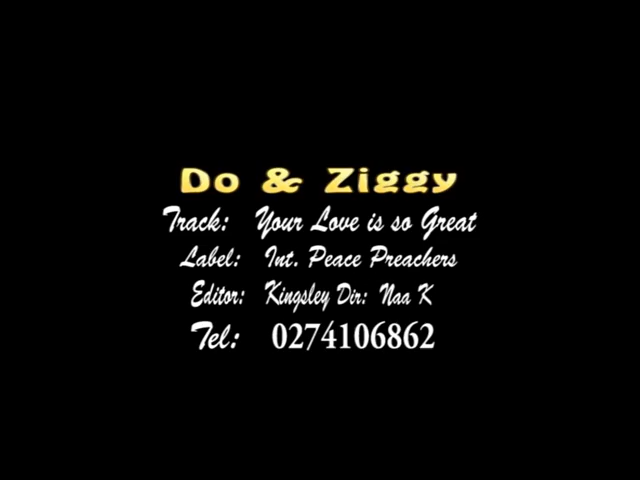 Do & Ziggy
Track: Your Love is so Great
Label: Int. Peace Preachers
Editor: Kingsley Dir: Naa K
Tel: 0274106862